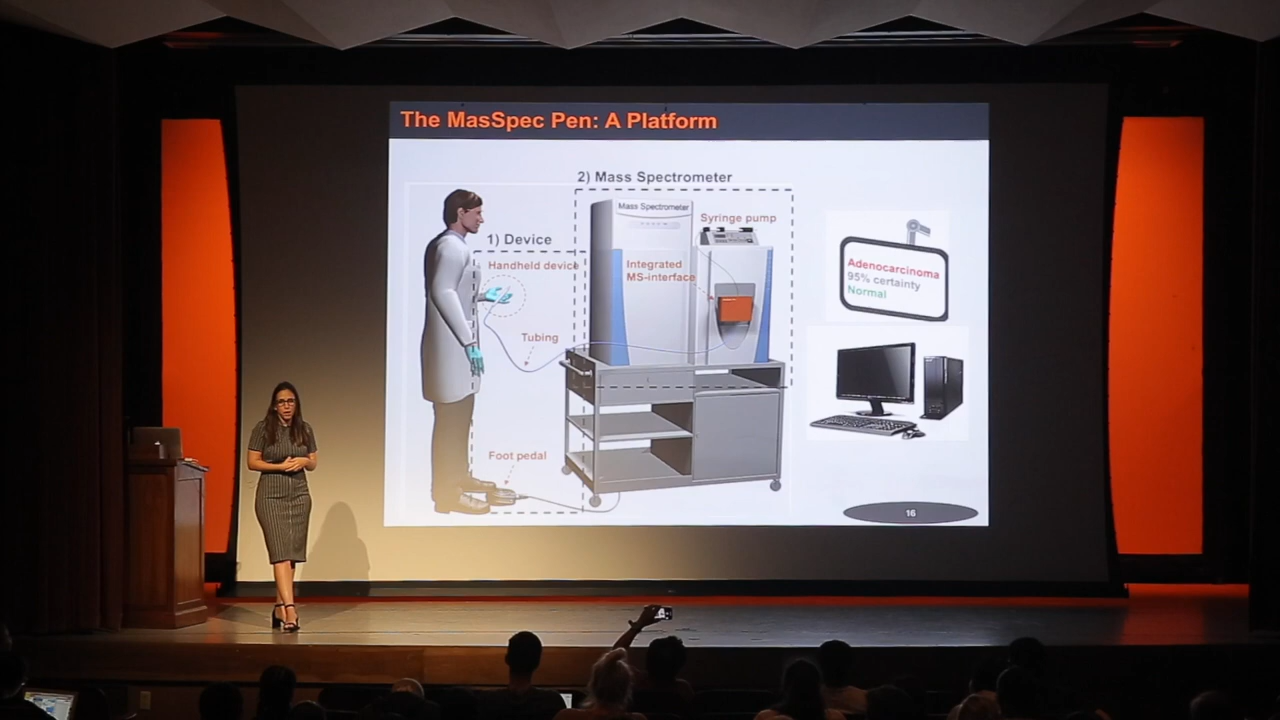 The MasSpec Pen: A Platform
2) Mass Spectrometer
Mass Spectrometer
Syringe pump
1) Device
Handheld device
Integrated
MS-interface
Adenocarcinoma
95% certainty
Normal
Tubing
Foot pedal
16